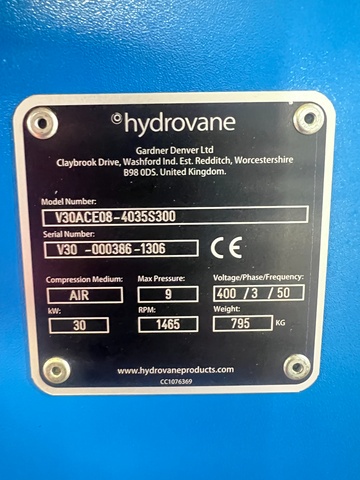 hydrovane
Gardner Denver Ltd
Claybrook Drive, Washford Ind. Est. Redditch, Worcestershire
B98 0DS. United Kingdom.
Model Number:
V30ACE08-4035S300
Serial Number:
V30 -000386-1306 CE
Compression Medium: Max Pressure: Voltage/Phase/Frequency:
AIR 9 400 / 3 / 50
kW: RPM: Weight:
30 1465 795 KG
www.hydrovaneproducts.com
CC1076369